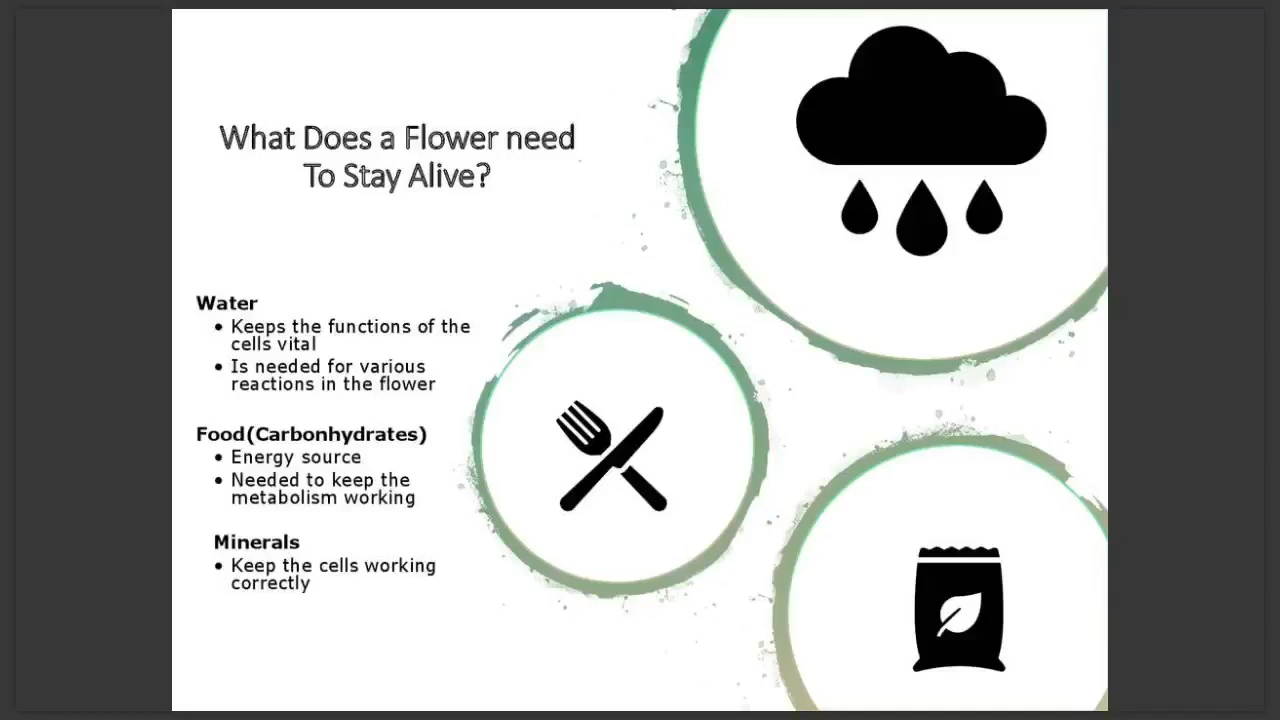 What Does a Flower need
To Stay Alive?
Water
• Keeps the functions of the
cells vital
• Is needed for various
reactions in the flower
Food(Carbonhydrates)
• Energy source
• Needed to keep the
metabolism working
Minerals
• Keep the cells working
correctly